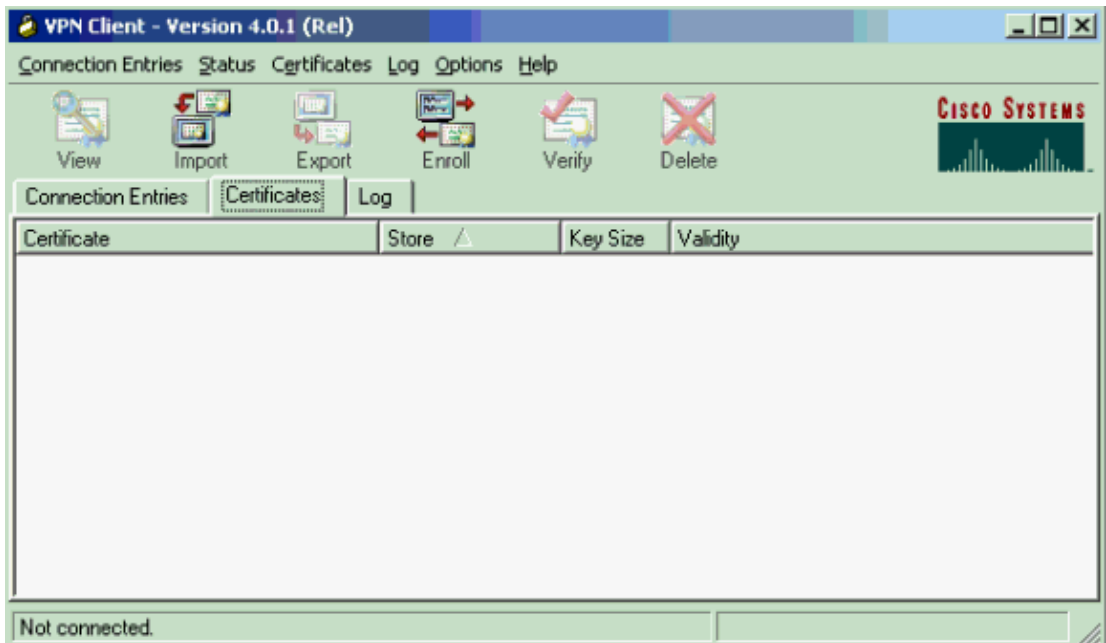 VPN Client - Version 4.0.1 (Rel)
Connection Entries Status Certificates Log Options Help
View Import Export Enroll Verify Delete
CISCO SYSTEMS
Connection Entries Certificates Log
Certificate Store Key Size Validity
Not connected.